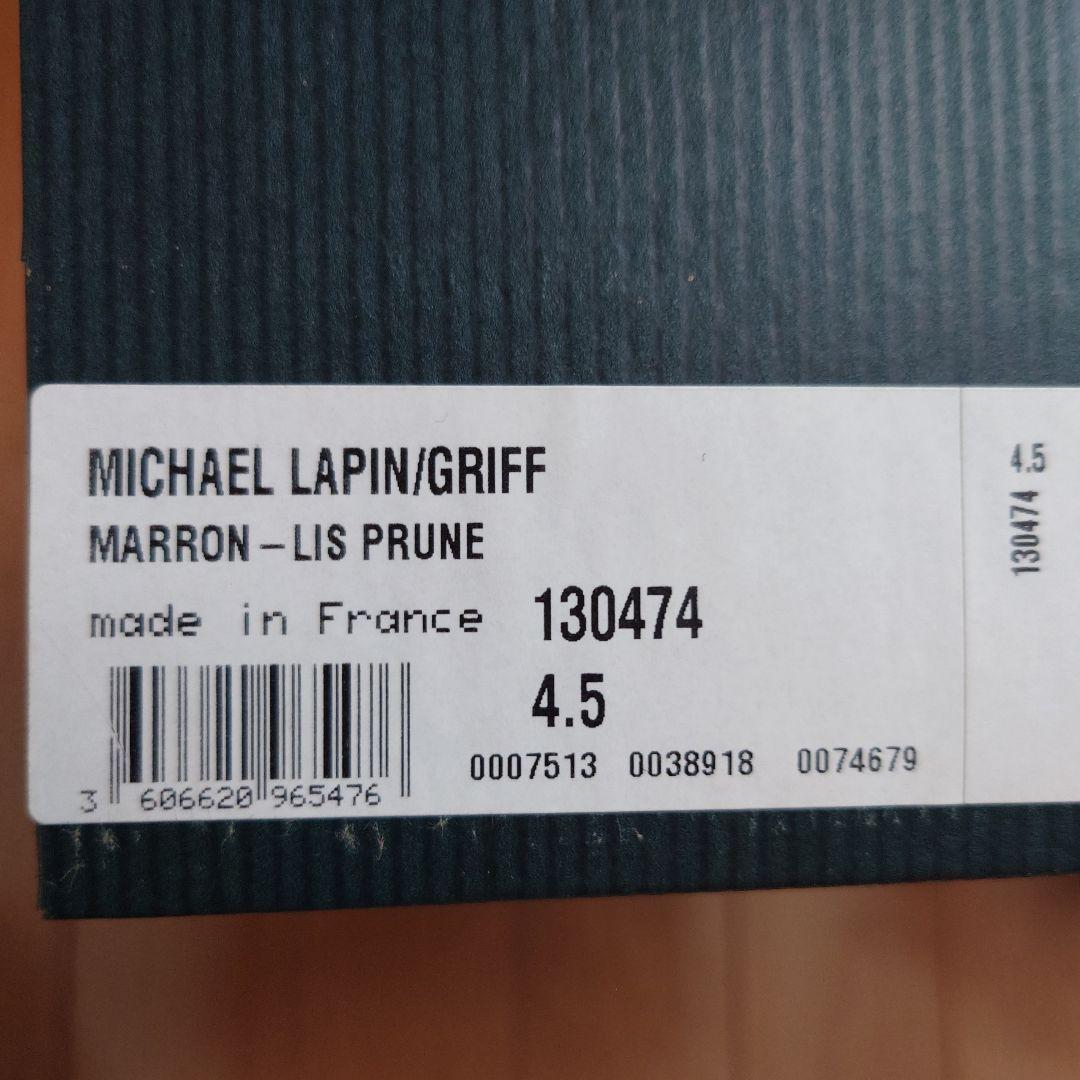 MICHAEL LAPIN/GRIFF
MARRON – LIS PRUNE
made in France 130474
4.5
0007513 0038918 0074679
3 606620 965476
130474 4.5